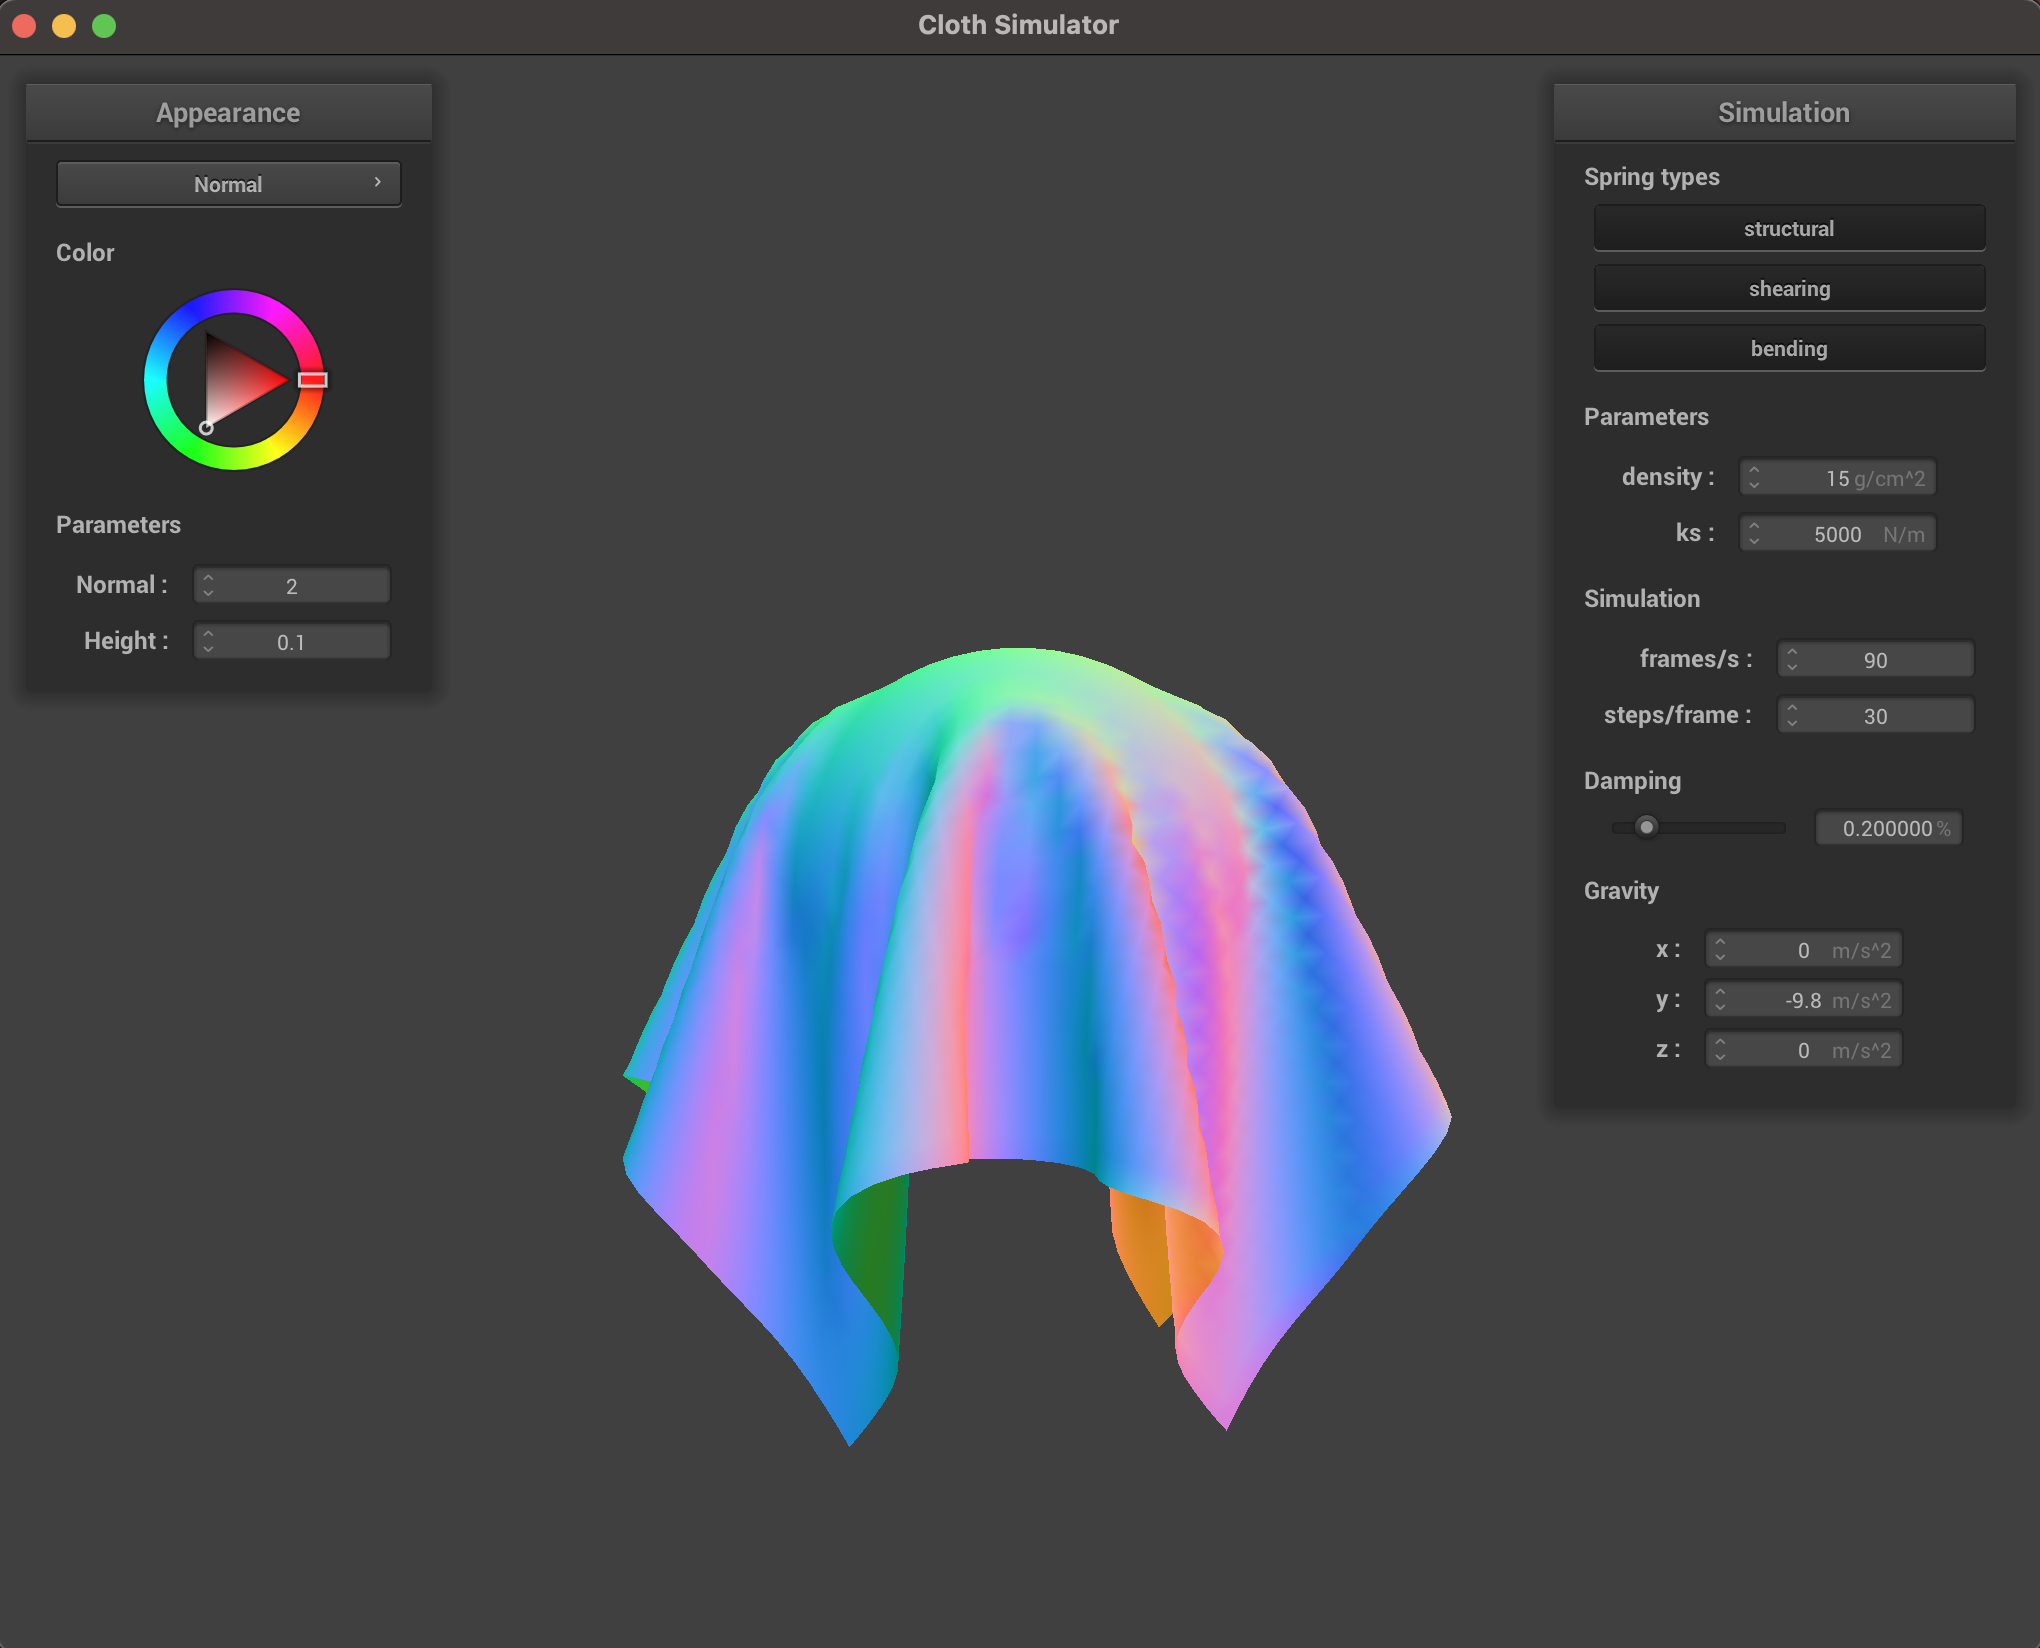 Cloth Simulator
Appearance
Normal
Color
Parameters
Normal : 2
Height : 0.1
Simulation
Spring types
structural
shearing
bending
Parameters
density : 15 g/cm^2
ks : 5000 N/m
Simulation
frames/s : 90
steps/frame : 30
Damping
0.200000 %
Gravity
x : 0 m/s^2
y : -9.8 m/s^2
z : 0 m/s^2